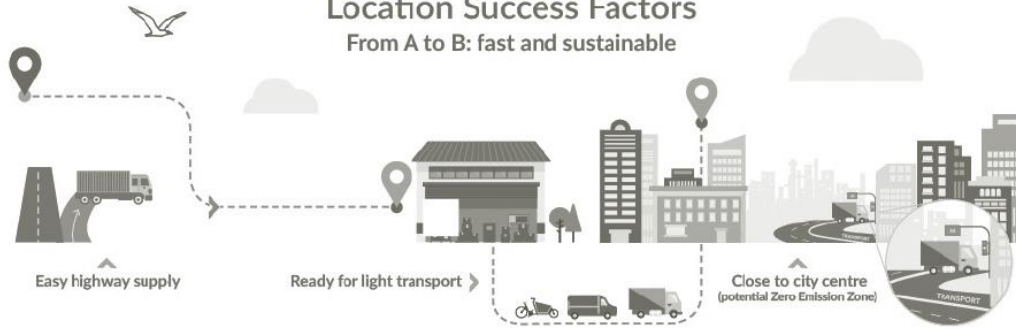 Location Success Factors
From A to B: fast and sustainable
Easy highway supply
Ready for light transport
Close to city centre
(potential Zero Emission Zone)
TRANSPORT
TRANSPORT